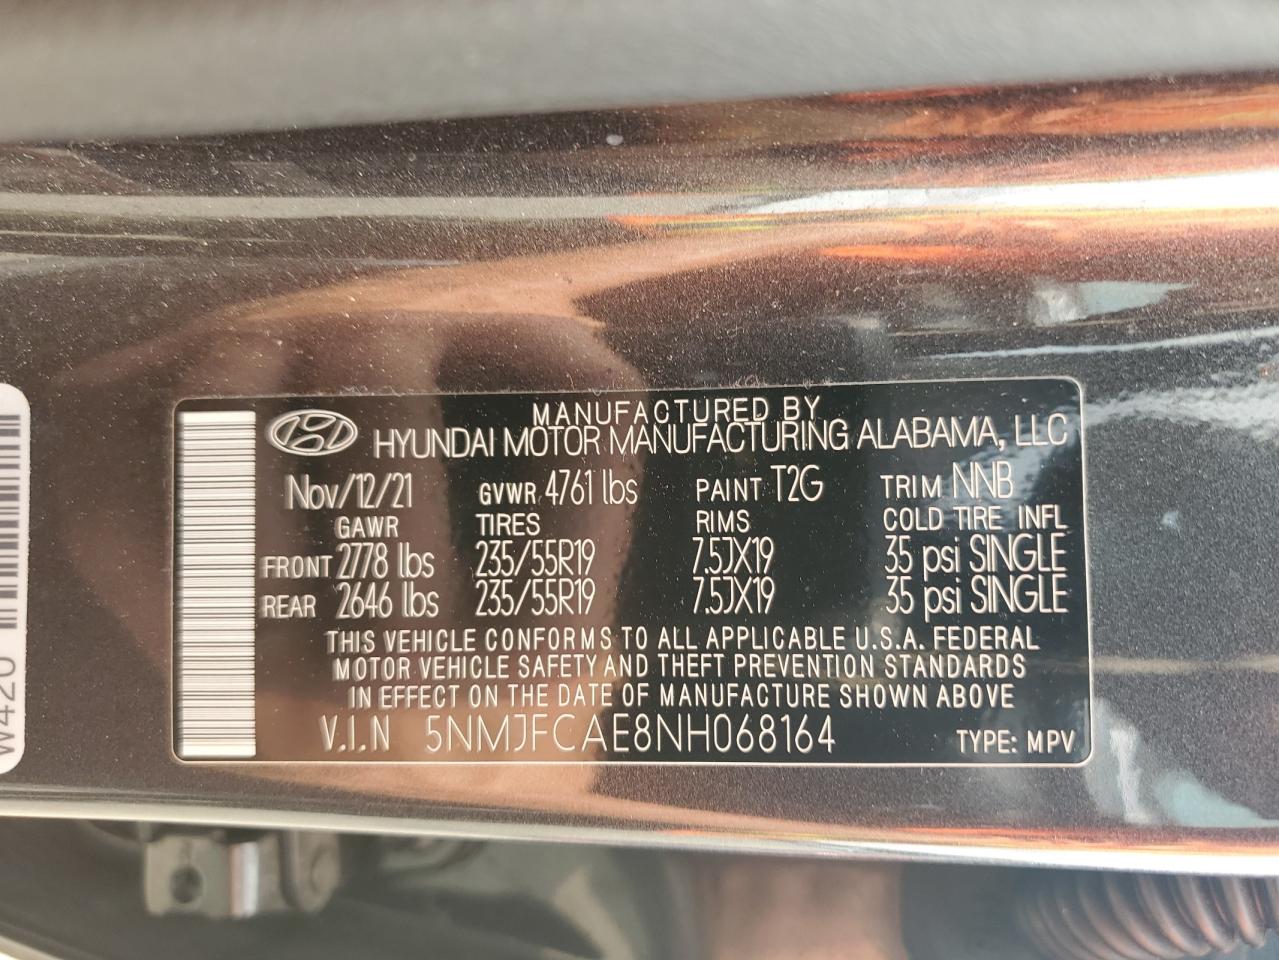 MANUFACTURED BY
HYUNDAI MOTOR MANUFACTURING ALABAMA, LLC
Nov/12/21 GVWR 4761 lbs PAINT T2G TRIM NNB
GAWR TIRES RIMS COLD TIRE INFL
FRONT 2778 lbs 235/55R19 7.5JX19 35 psi SINGLE
REAR 2646 lbs 235/55R19 7.5JX19 35 psi SINGLE
THIS VEHICLE CONFORMS TO ALL APPLICABLE U.S.A. FEDERAL
MOTOR VEHICLE SAFETY AND THEFT PREVENTION STANDARDS
IN EFFECT ON THE DATE OF MANUFACTURE SHOWN ABOVE
V.I.N 5NMJFCAE8NH068164 TYPE: MPV
W420